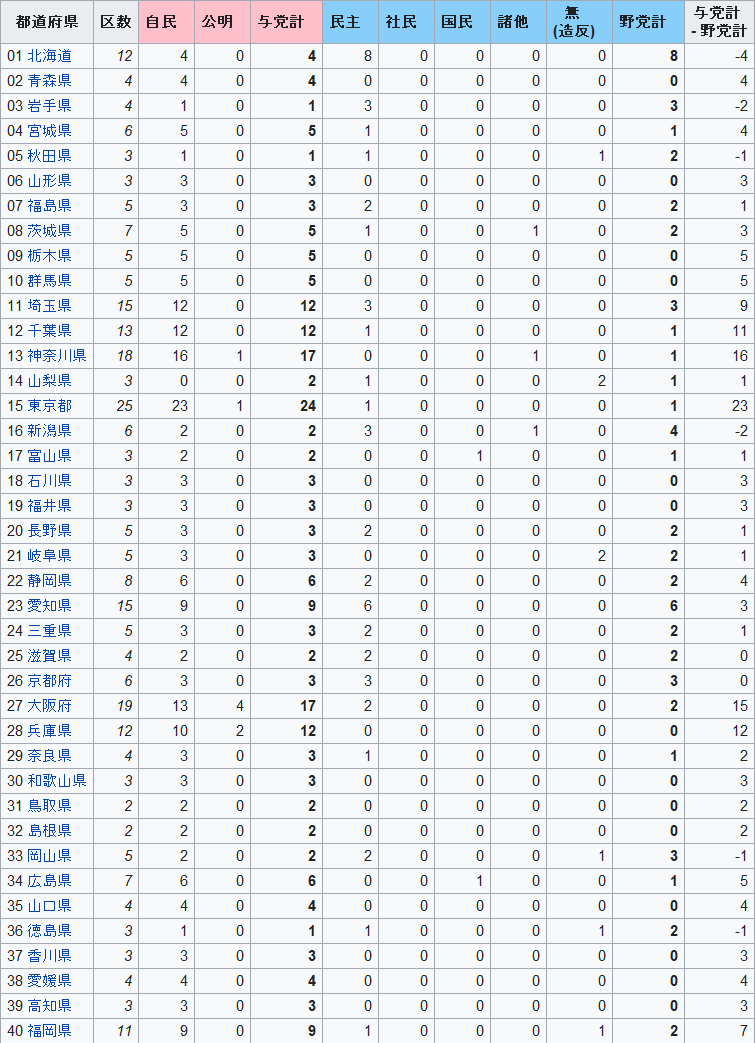 都道府県 区数 自民 公明 与党計 民主 社民 国民 諸他 無(造反) 野党計 与党計 - 野党計
01 北海道 12 4 0 4 8 0 0 0 0 8 -4
02 青森県 4 4 0 4 0 0 0 0 0 0 4
03 岩手県 4 1 0 1 3 0 0 0 0 3 -2
04 宮城県 6 5 0 5 1 0 0 0 0 1 4
05 秋田県 3 1 0 1 1 0 0 0 1 2 -1
06 山形県 3 3 0 3 0 0 0 0 0 0 3
07 福島県 5 3 0 3 2 0 0 0 0 2 1
08 茨城県 7 5 0 5 1 0 0 1 0 2 3
09 栃木県 5 5 0 5 0 0 0 0 0 0 5
10 群馬県 5 5 0 5 0 0 0 0 0 0 5
11 埼玉県 15 12 0 12 3 0 0 0 0 3 9
12 千葉県 13 12 0 12 1 0 0 0 0 1 11
13 神奈川県 18 16 1 17 0 0 0 1 0 1 16
14 山梨県 3 0 0 2 1 0 0 0 2 1 1
15 東京都 25 23 1 24 1 0 0 0 0 1 23
16 新潟県 6 2 0 2 3 0 0 1 0 4 -2
17 富山県 3 2 0 2 0 0 1 0 0 1 1
18 石川県 3 3 0 3 0 0 0 0 0 0 3
19 福井県 3 3 0 3 0 0 0 0 0 0 3
20 長野県 5 3 0 3 2 0 0 0 0 2 1
21 岐阜県 5 3 0 3 0 0 0 0 2 2 1
22 静岡県 8 6 0 6 2 0 0 0 0 2 4
23 愛知県 15 9 0 9 6 0 0 0 0 6 3
24 三重県 5 3 0 3 2 0 0 0 0 2 1
25 滋賀県 4 2 0 2 2 0 0 0 0 2 0
26 京都府 6 3 0 3 3 0 0 0 0 3 0
27 大阪府 19 13 4 17 2 0 0 0 0 2 15
28 兵庫県 12 10 2 12 0 0 0 0 0 0 12
29 奈良県 4 3 0 3 1 0 0 0 0 1 2
30 和歌山県 3 3 0 3 0 0 0 0 0 0 3
31 鳥取県 2 2 0 2 0 0 0 0 0 0 2
32 島根県 2 2 0 2 0 0 0 0 0 0 2
33 岡山県 5 2 0 2 2 0 0 0 1 3 -1
34 広島県 7 6 0 6 0 0 1 0 0 1 5
35 山口県 4 4 0 4 0 0 0 0 0 0 4
36 徳島県 3 1 0 1 1 0 0 0 1 2 -1
37 香川県 3 3 0 3 0 0 0 0 0 0 3
38 愛媛県 4 4 0 4 0 0 0 0 0 0 4
39 高知県 3 3 0 3 0 0 0 0 0 0 3
40 福岡県 11 9 0 9 1 0 0 0 1 2 7